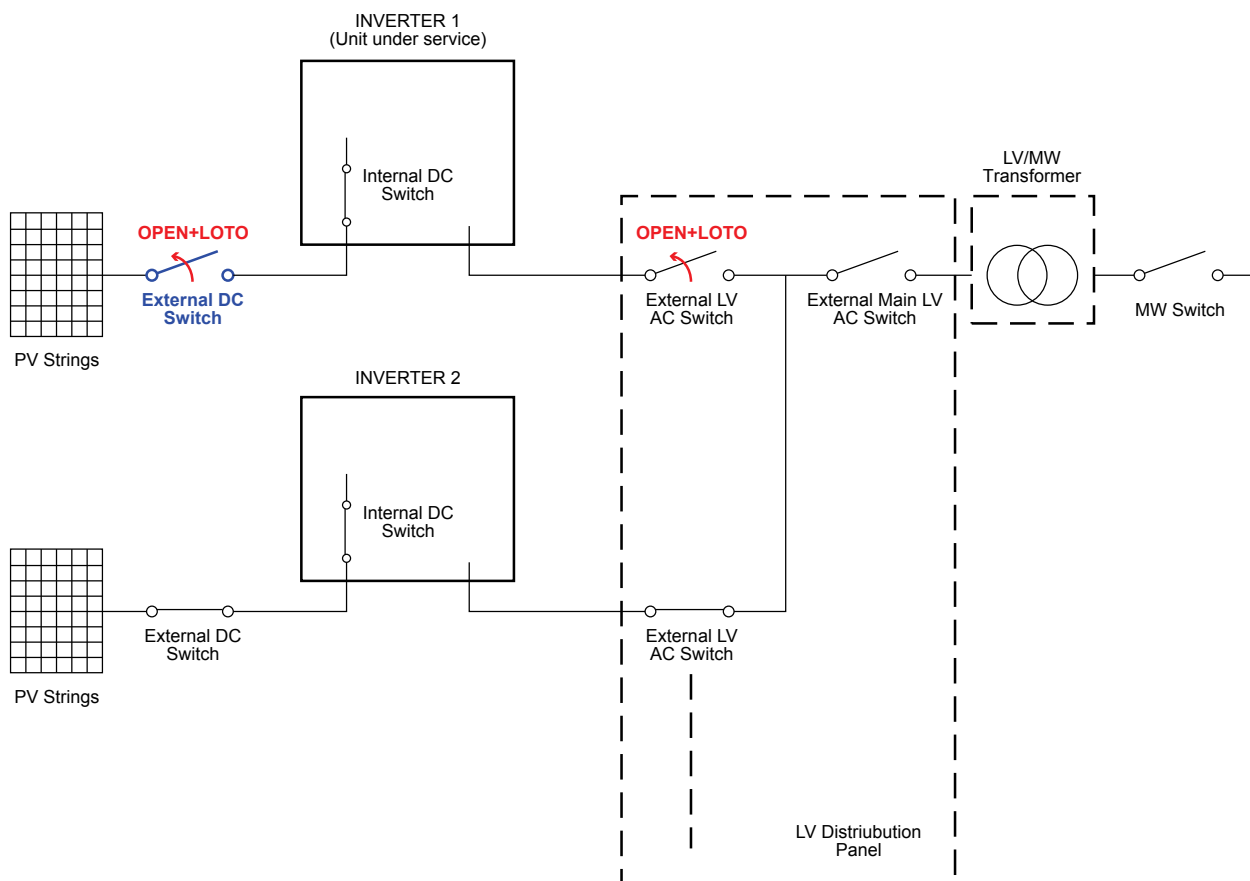 INVERTER 1
(Unit under service)
Internal DC
Switch
LV/MW
Transformer
OPEN+LOTO
External DC
Switch
PV Strings
OPEN+LOTO
External LV
AC Switch
External Main LV
AC Switch
MW Switch
INVERTER 2
Internal DC
Switch
PV Strings
External DC
Switch
External LV
AC Switch
LV Distriubution
Panel